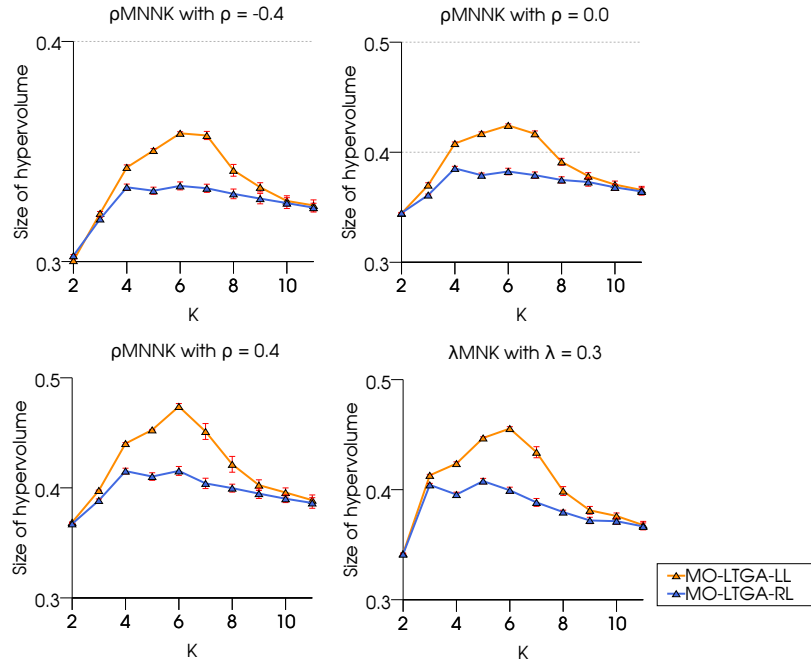 ρMNNK with ρ = -0.4
0.4
0.3
Size of hypervolume
2 4 6 8 10
K
ρMNNK with ρ = 0.0
0.5
0.4
0.3
Size of hypervolume
2 4 6 8 10
K
ρMNNK with ρ = 0.4
0.5
0.4
0.3
Size of hypervolume
2 4 6 8 10
K
λMNK with λ = 0.3
0.5
0.4
0.3
Size of hypervolume
2 4 6 8 10
K
MO-LTGA-LL
MO-LTGA-RL